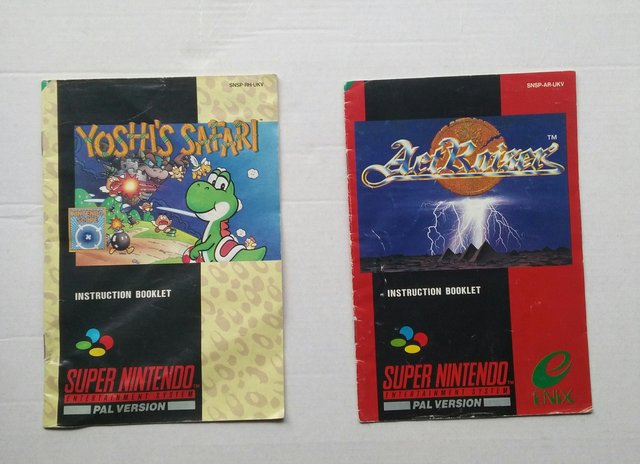 SNSP-RH-UKV
YOSHI'S SAFARI
INSTRUCTION BOOKLET
SUPER NINTENDO
ENTERTAINMENT SYSTEM
PAL VERSION
SNSP-AR-UKV
ActRaiser TM
INSTRUCTION BOOKLET
SUPER NINTENDO
ENTERTAINMENT SYSTEM
PAL VERSION
ENIX